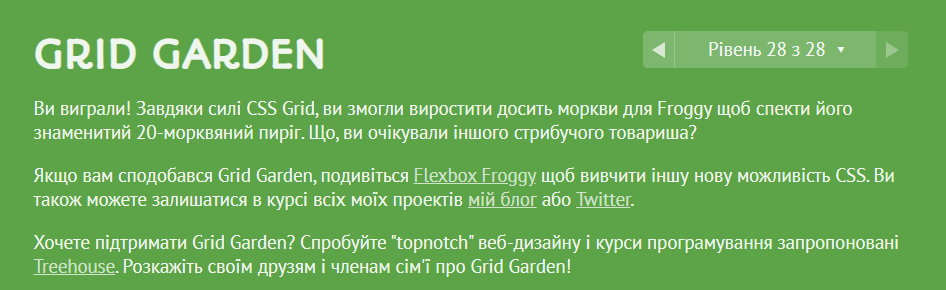 GRID GARDEN
Рівень 28 з 28
Ви виграли! Завдяки силі CSS Grid, ви змогли виростити досить моркви для Froggy щоб спекти його
знаменитий 20-морквяний пиріг. Що, ви очікували іншого стрибучого товариша?
Якщо вам сподобався Grid Garden, подивіться Flexbox Froggy щоб вивчити іншу нову можливість CSS. Ви
також можете залишатися в курсі всіх моїх проектів мій блог або Twitter.
Хочете підтримати Grid Garden? Спробуйте "topnotch" веб-дизайну і курси програмування запропоновані
Treehouse. Розкажіть своїм друзям і членам сім'ї про Grid Garden!